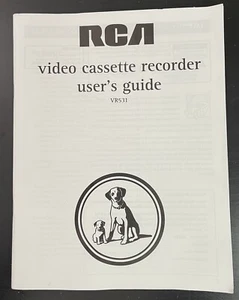 RCA
video cassette recorder
user's guide
VR531